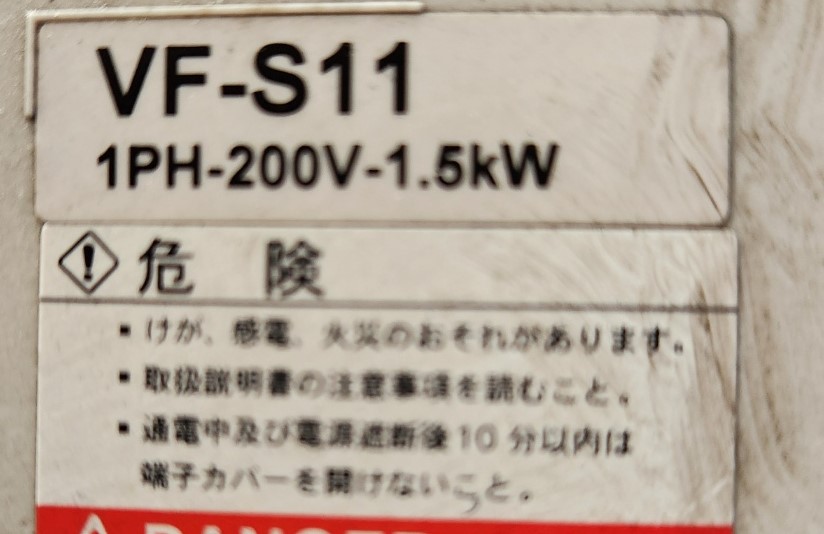 VF-S11
1PH-200V-1.5kW
危 険
▪ けが、感電、火災のおそれがあります。
▪ 取扱説明書の注意事項を読むこと。
▪ 通電中及び電源遮断後10分以内は
端子カバーを開けないこと。
DANGER